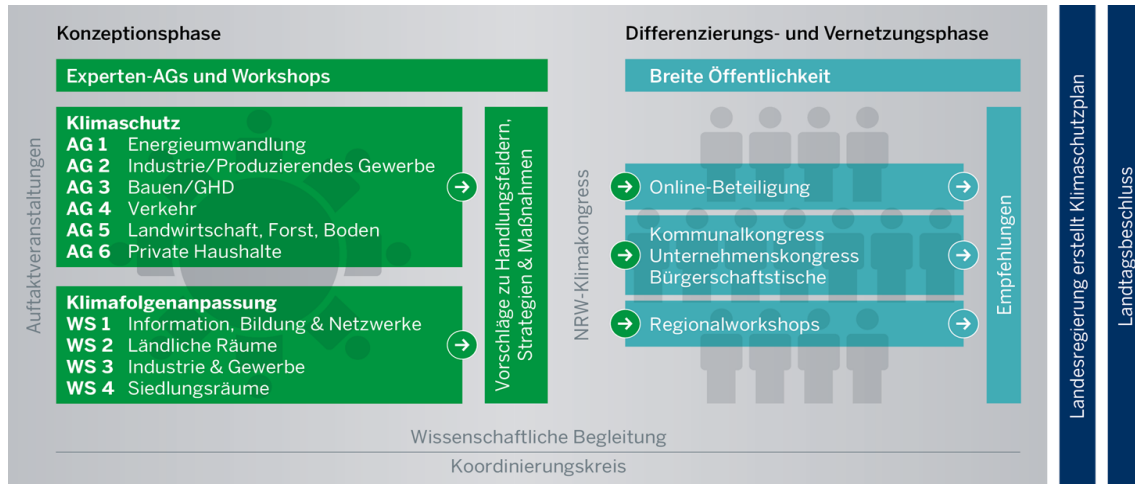 Konzeptionsphase
Differenzierungs- und Vernetzungsphase
Auftaktveranstaltungen
Experten-AGs und Workshops
Klimaschutz
AG 1 Energieumwandlung
AG 2 Industrie/Produzierendes Gewerbe
AG 3 Bauen/GHD
AG 4 Verkehr
AG 5 Landwirtschaft, Forst, Boden
AG 6 Private Haushalte
Klimafolgenanpassung
WS 1 Information, Bildung & Netzwerke
WS 2 Ländliche Räume
WS 3 Industrie & Gewerbe
WS 4 Siedlungsräume
Vorschläge zu Handlungsfeldern,
Strategien & Maßnahmen
NRW-Klimakongress
Breite Öffentlichkeit
Online-Beteiligung
Kommunalkongress
Unternehmenskongress
Bürgerschaftstische
Regionalworkshops
Empfehlungen
Wissenschaftliche Begleitung
Koordinierungskreis
Landesregierung erstellt Klimaschutzplan
Landtagsbeschluss